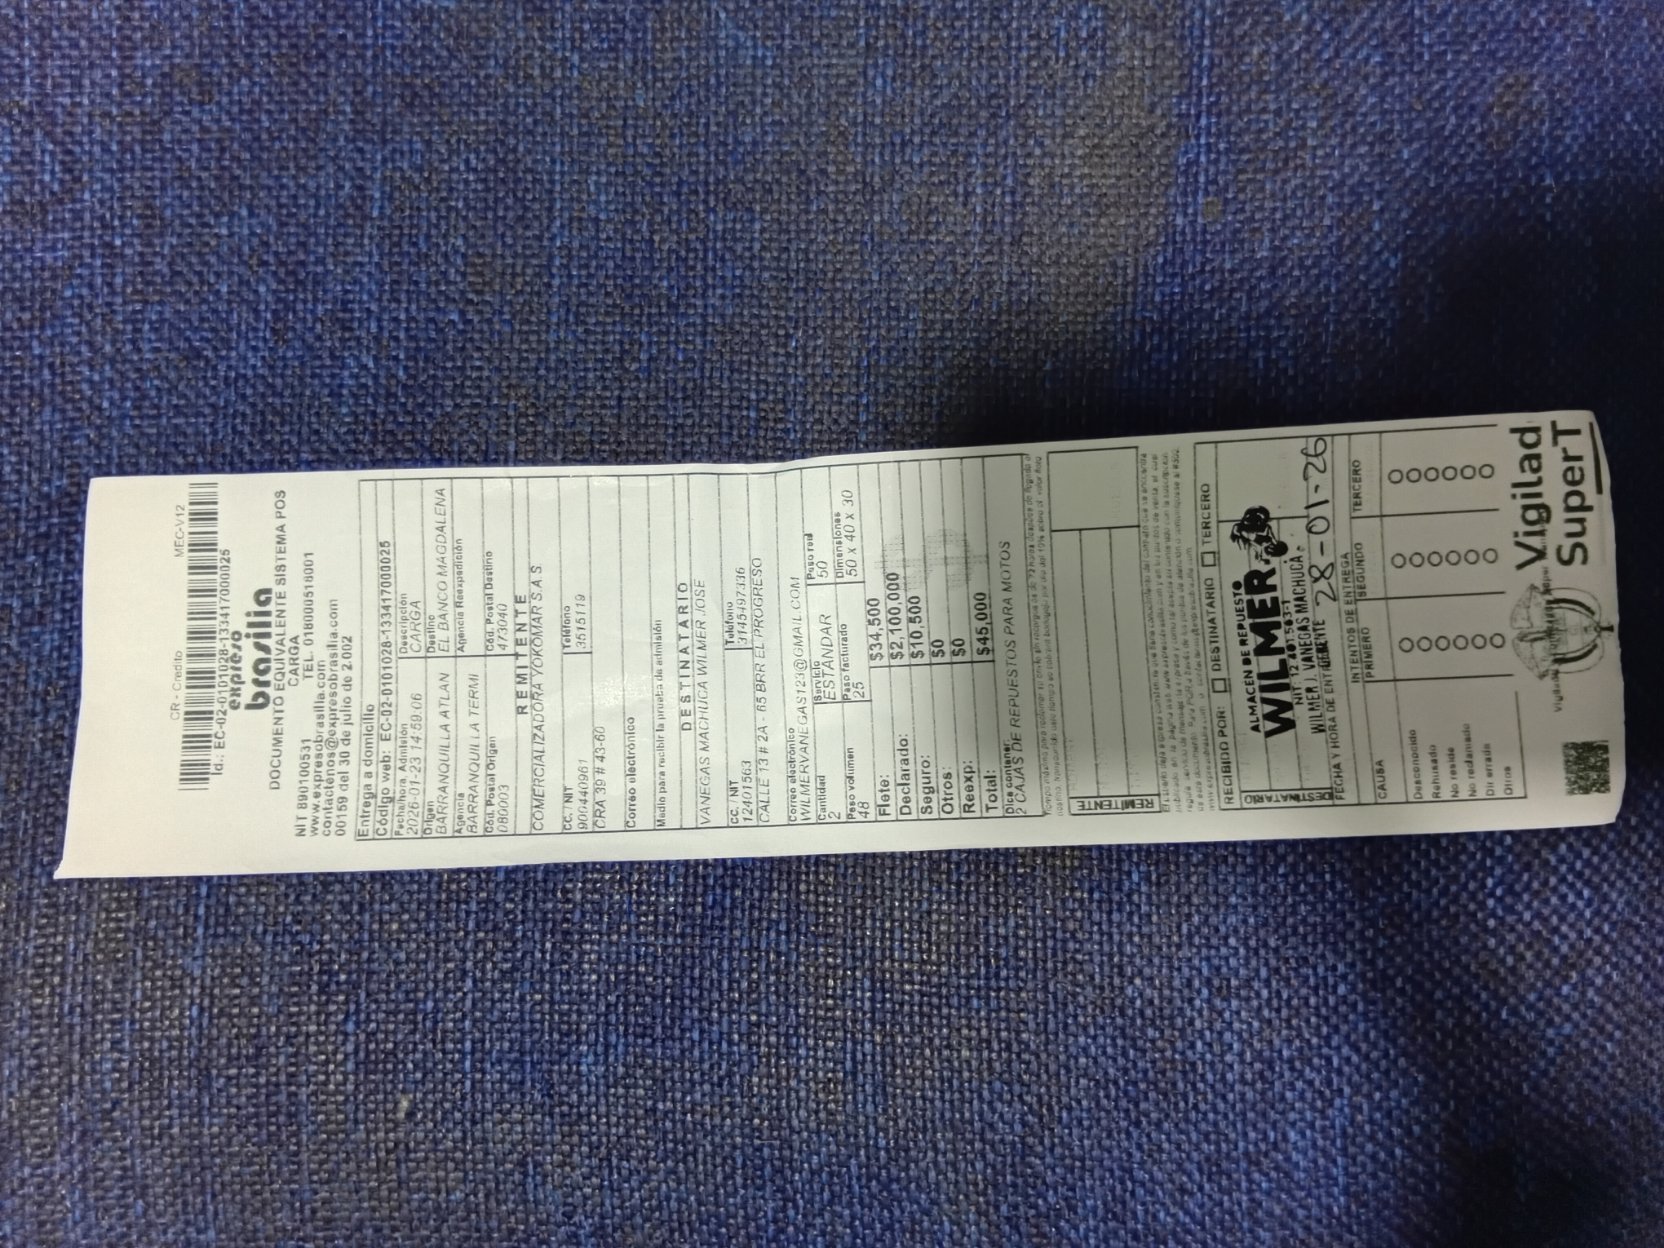 CR - Credito MEC-V12
Id.: EC-02-0101028-133417000025
expreso
brasilia
DOCUMENTO EQUIVALENTE SISTEMA POS
CARGA
NIT 890100531 TEL. 018000518001
www.expresobrasilia.com
contactenos@expresobrasilia.com
00159 del 30 de julio de 2.002
Entrega a domicilio
Código web: EC-02-0101028-133417000025
Fecha/hora. Admisión Descripción
2026-01-23 14:59:06 CARGA
Origen Destino
BARRANQUILLA ATLAN EL BANCO MAGDALENA
Agencia Agencia Reexpedición
BARRANQUILLA TERMI
Cód. Postal Origen Cód. Postal Destino
080003 473040
REMITENTE
COMERCIALIZADORA YOKOMAR S.A.S.
CC. / NIT Teléfono
900440961 3515119
CRA 39 # 43-60
Correo electrónico
Medio para recibir la prueba de admisión
DESTINATARIO
VANEGAS MACHUCA WILMER JOSE
CC. / NIT Teléfono
12401563 3145497336
CALLE 13 # 2A - 65 BRR EL PROGRESO
Correo electrónico
WILMERVANEGAS123@GMAIL.COM
Cantidad Servicio Peso real
2 ESTÁNDAR 50
Peso volumen Peso facturado Dimensiones
48 25 50 x 40 x 30
Flete: $34,500
Declarado: $2,100,000
Seguro: $10,500
Otros: $0
Reexp: $0
Total: $45,000
Dice contener:
2 CAJAS DE REPUESTOS PARA MOTOS
REMITENTE
RECIBIDO POR: DESTINATARIO TERCERO
DESTINATARIO
ALMACEN DE REPUESTO
WILMER
NIT: 12.401.563-1
WILMER J. VANEGAS MACHUCA
GERENTE
FECHA Y HORA DE ENTREGA 28-01-26
INTENTOS DE ENTREGA
CAUSA PRIMERO SEGUNDO TERCERO
Desconocido
Rehusado
No reside
No reclamado
Dir errada
Otros
Vigilad
SuperT